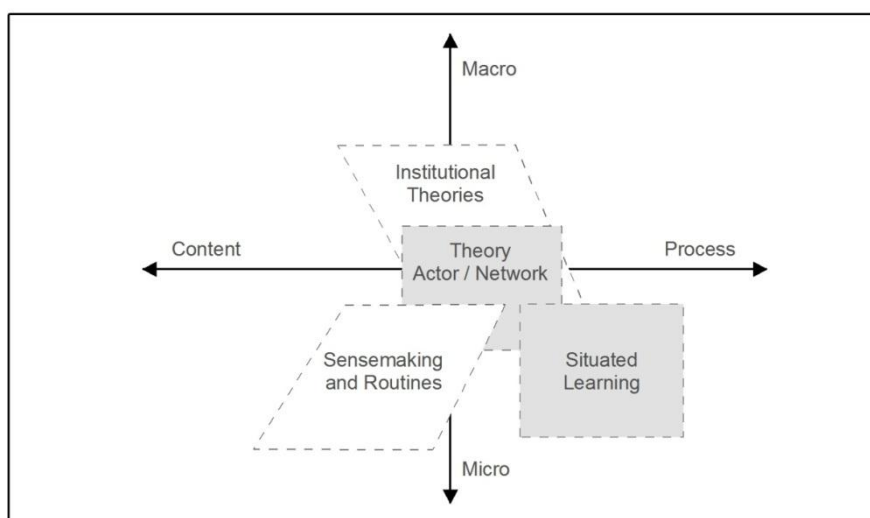 Macro
Institutional
Theories
Content
Theory
Actor / Network
Process
Sensemaking
and Routines
Situated
Learning
Micro